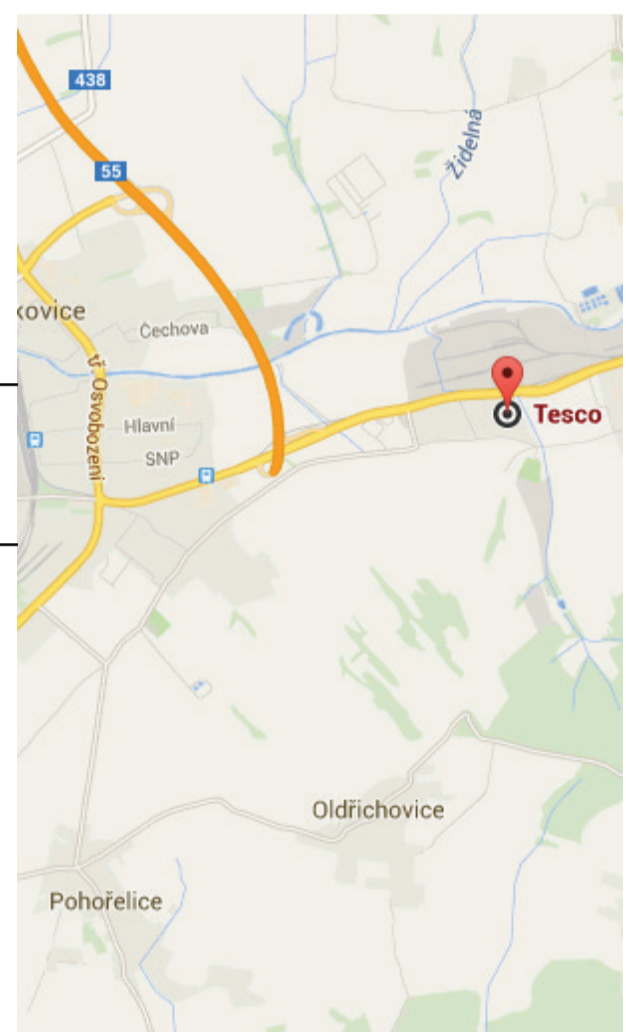 438
55
Židelná
kovice
Čechova
tř. Osvobození
Hlavní
SNP
Tesco
Oldřichovice
Pohořelice